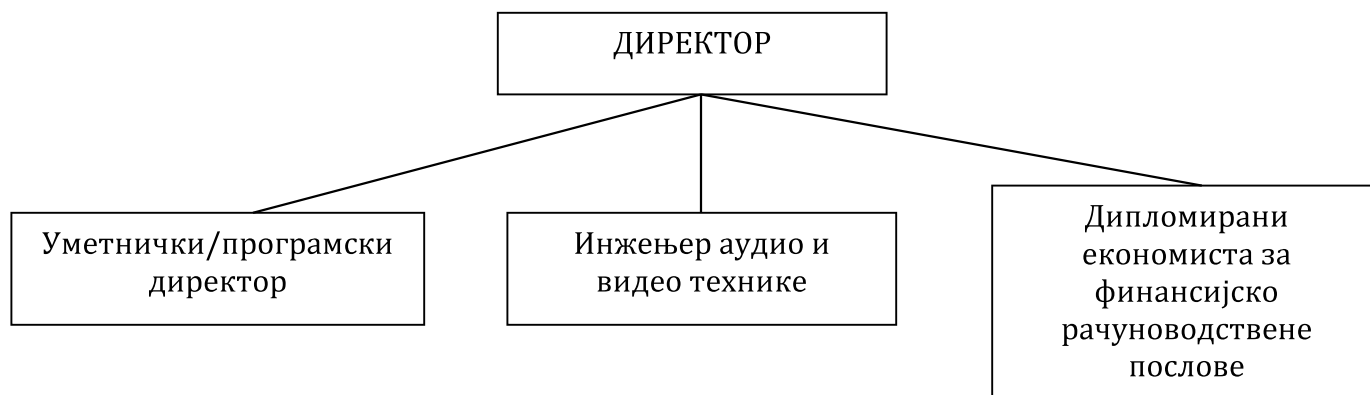 ДИРЕКТОР
Уметнички/програмски
директор
Инжењер аудио и
видео технике
Дипломирани
економиста за
финансијско
рачуноводствене
послове